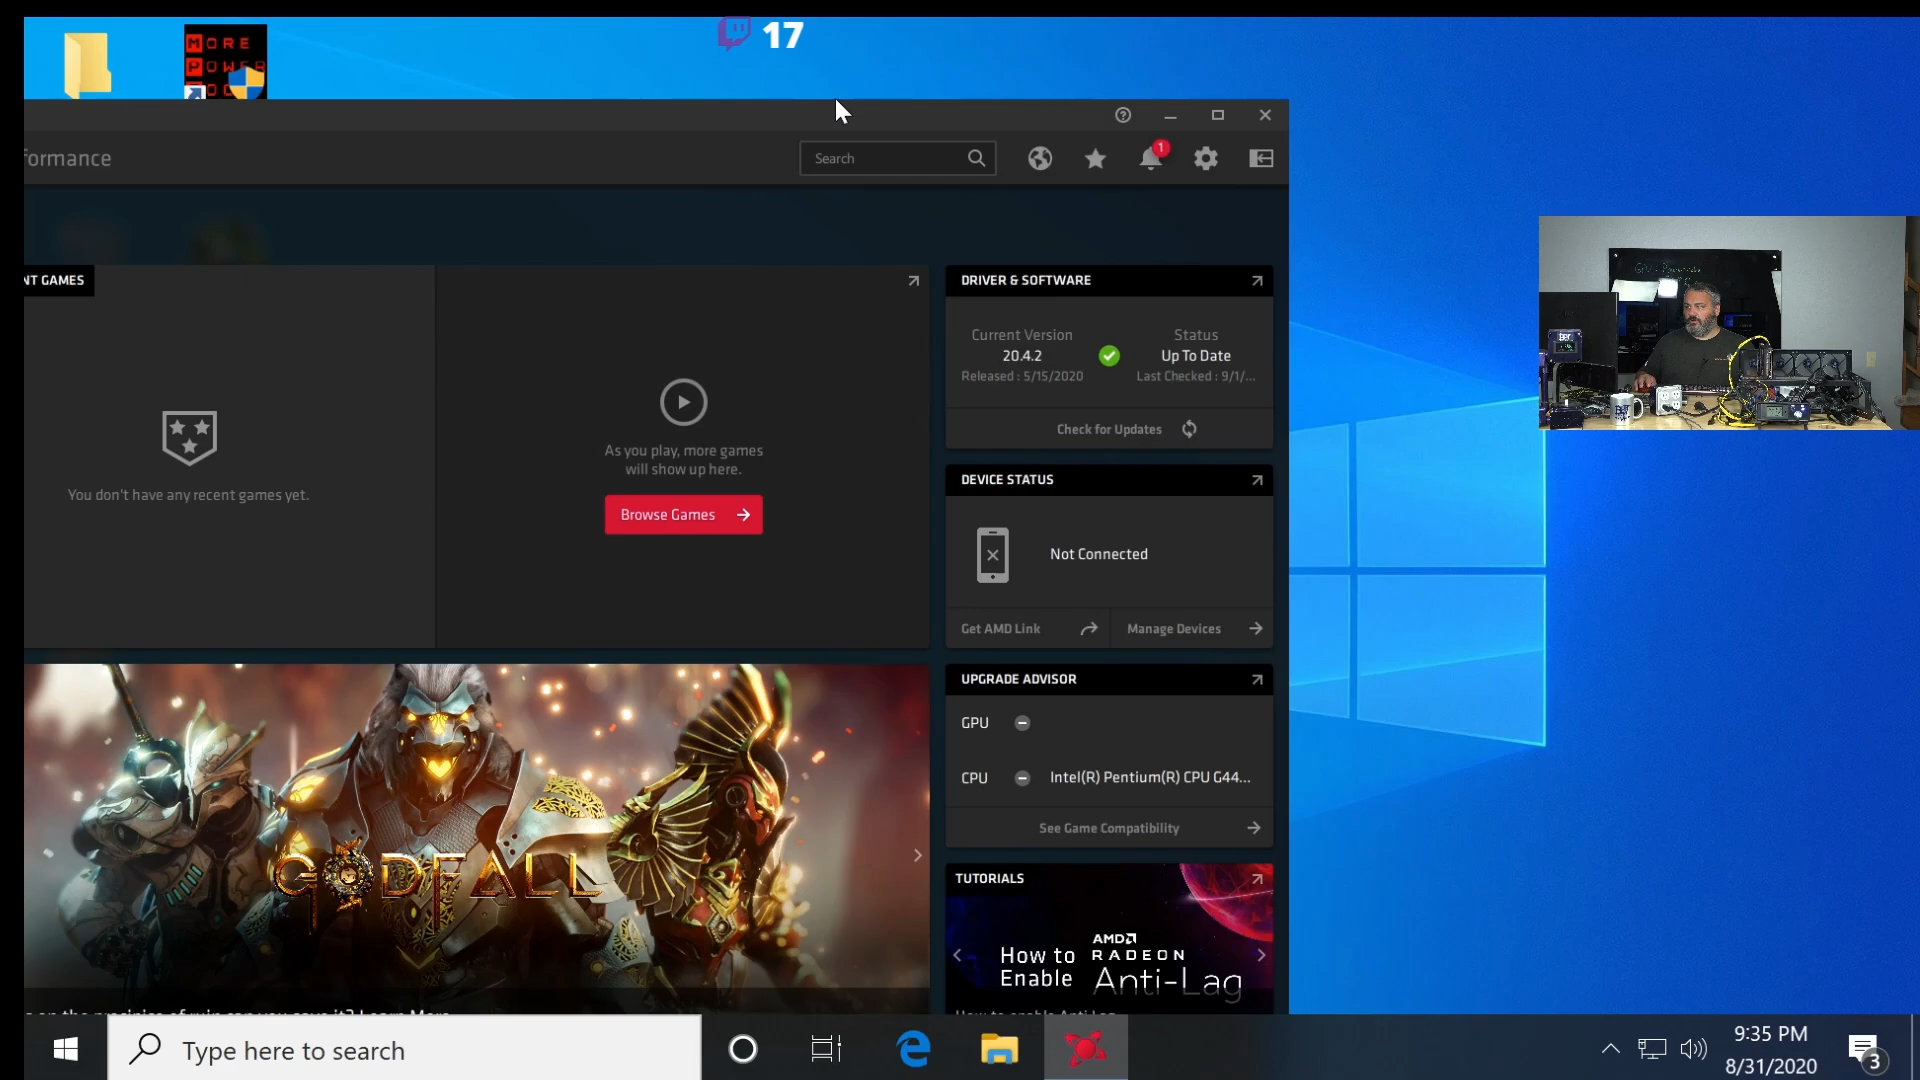 17
MORE
POWER
formance
Search
1
NT GAMES
You don't have any recent games yet.
As you play, more games
will show up here.
Browse Games
DRIVER & SOFTWARE
Current Version
20.4.2
Released : 5/15/2020
Status
Up To Date
Last Checked : 9/1/...
Check for Updates
DEVICE STATUS
Not Connected
Get AMD Link
Manage Devices
UPGRADE ADVISOR
GPU
CPU
Intel(R) Pentium(R) CPU G44...
See Game Compatibility
GODFALL
TUTORIALS
How to Enable
AMD
RADEON
Anti-Lag
Type here to search
9:35 PM
8/31/2020
3